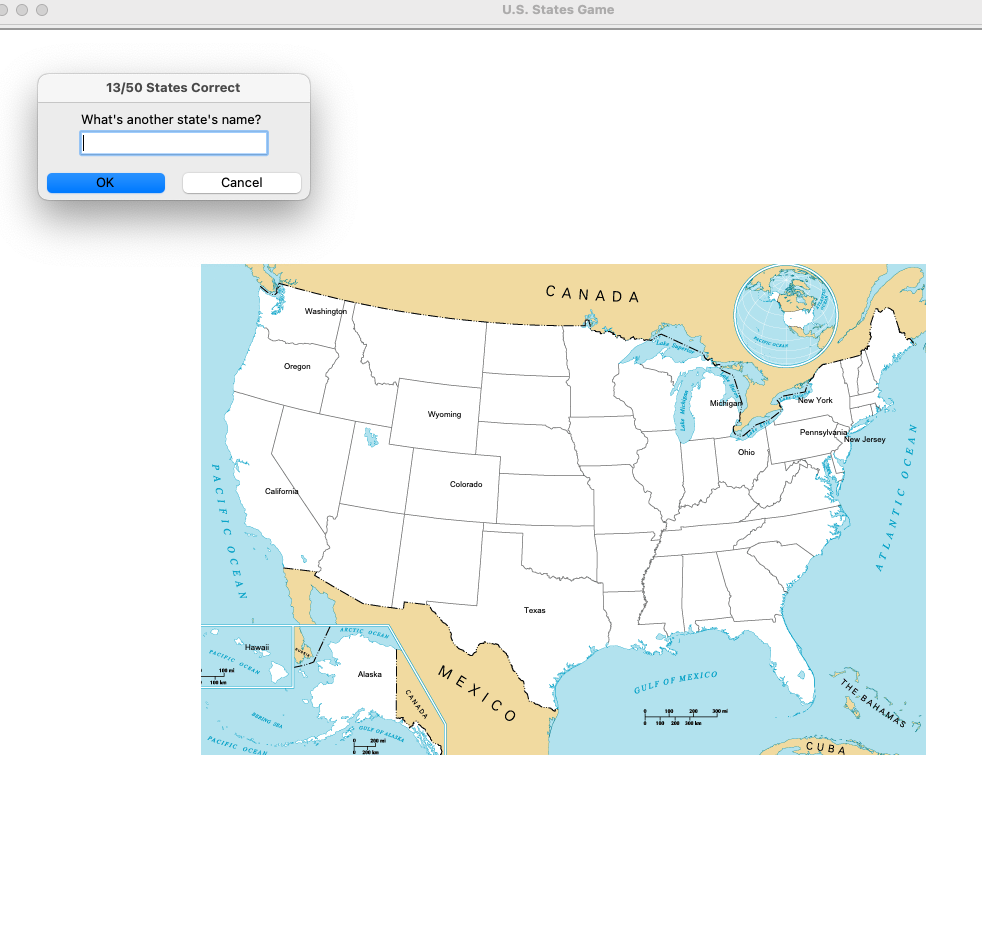 U.S. States Game
13/50 States Correct
What's another state's name?
OK
Cancel
CANADA
Washington
Oregon
Wyoming
Colorado
California
Texas
Michigan
New York
Pennsylvania
New Jersey
Ohio
Lake Superior
Lake Michigan
PACIFIC OCEAN
PACIFIC OCEAN
ATLANTIC OCEAN
Hawaii
PACIFIC OCEAN
100 mi
100 km
ARCTIC OCEAN
Alaska
CANADA
BERING SEA
GULF OF ALASKA
PACIFIC OCEAN
0 200 mi
0 200 km
MEXICO
GULF OF MEXICO
0 100 200 300 mi
0 100 200 300 km
THE BAHAMAS
CUBA